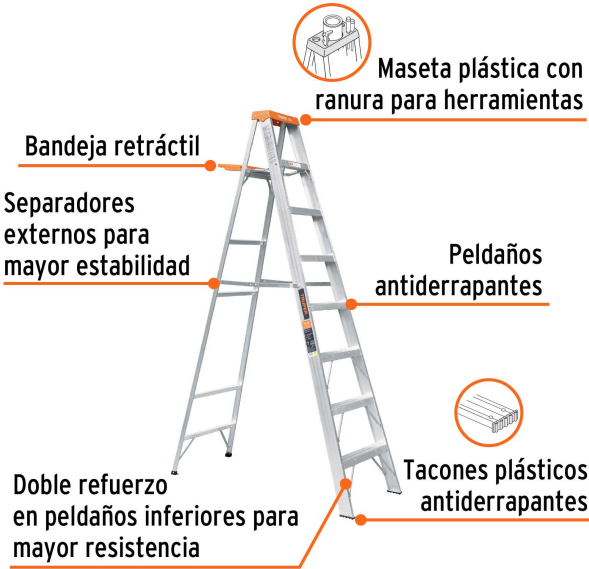 Maseta plástica con
ranura para herramientas
Bandeja retráctil
Separadores
externos para
mayor estabilidad
Peldaños
antiderrapantes
Tacones plásticos
antiderrapantes
Doble refuerzo
en peldaños inferiores para
mayor resistencia